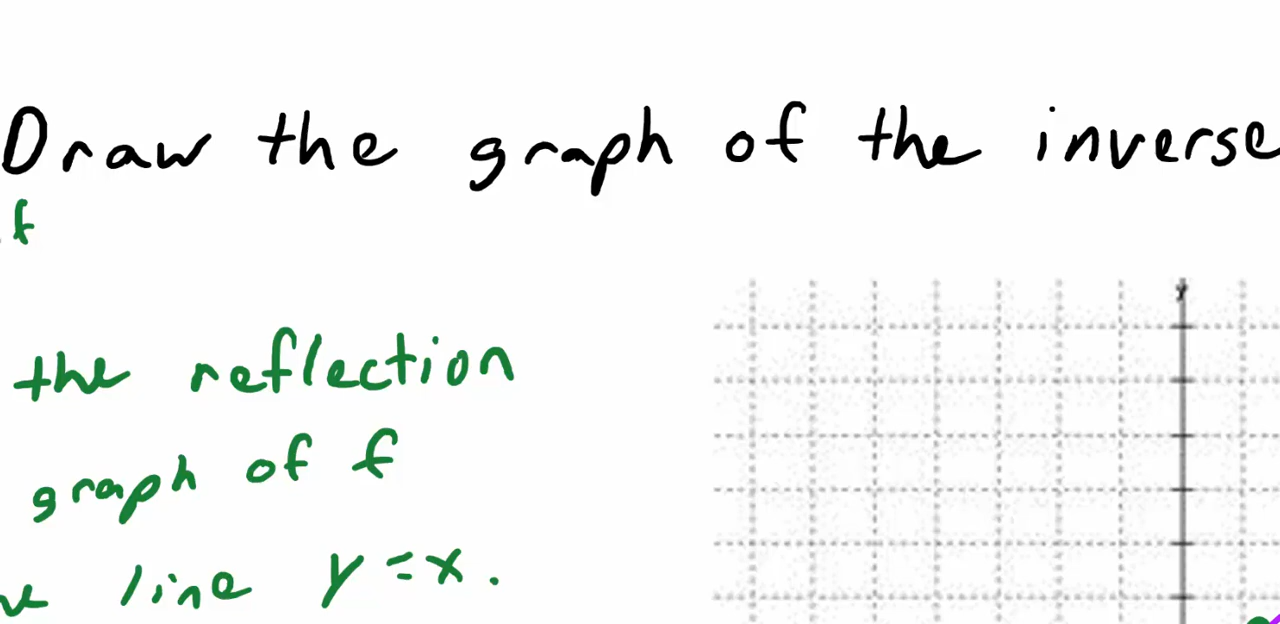 Draw the graph of the inverse
f
the reflection
graph of f
line y = x.
y